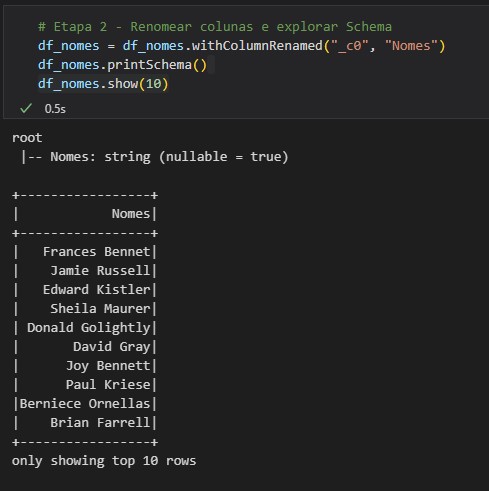 # Etapa 2 - Renomear colunas e explorar Schema
df_nomes = df_nomes.withColumnRenamed("_c0", "Nomes")
df_nomes.printSchema()
df_nomes.show(10)
✓ 0.5s
root
 |-- Nomes: string (nullable = true)
+-----------------+
|            Nomes|
+-----------------+
|   Frances Bennet|
|    Jamie Russell|
|   Edward Kistler|
|    Sheila Maurer|
| Donald Golightly|
|       David Gray|
|      Joy Bennett|
|      Paul Kriese|
|Berniece Ornellas|
|    Brian Farrell|
+-----------------+
only showing top 10 rows